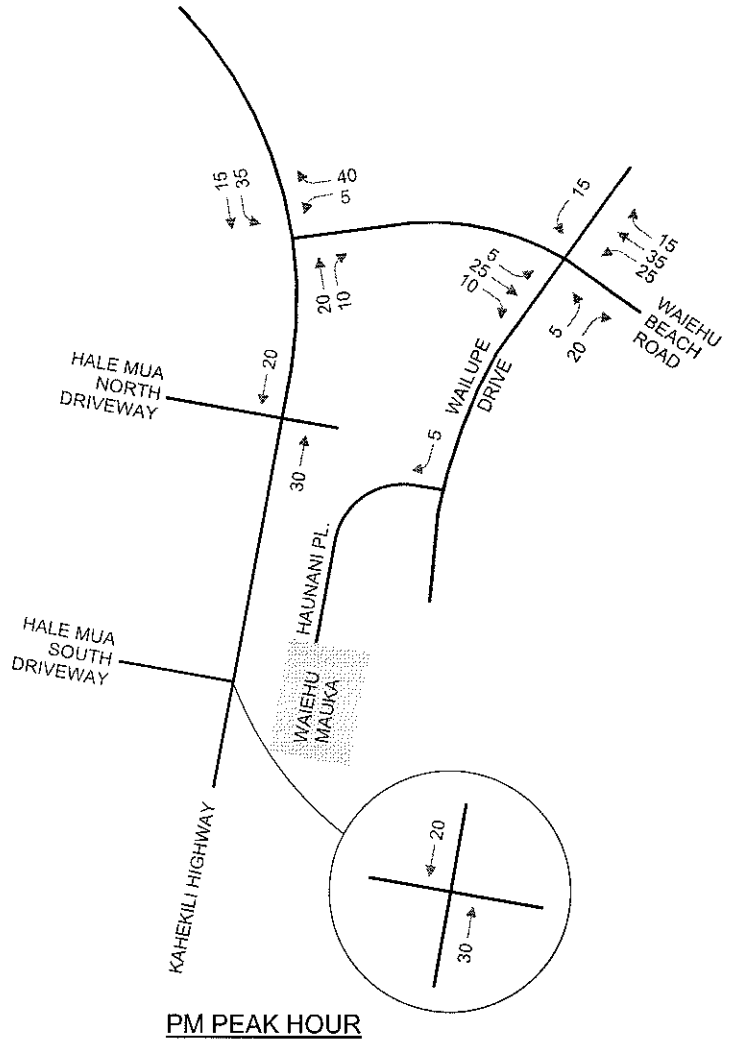 15
35
40
5
20
10
15
5
25
10
15
35
25
5
20
WAIEHU
BEACH
ROAD
HALE MUA
NORTH
DRIVEWAY
20
30
WAILUPE
DRIVE
5
HAUNANI PL.
HALE MUA
SOUTH
DRIVEWAY
WAIEHU
MAUKA
KAHEKILI HIGHWAY
20
30
PM PEAK HOUR